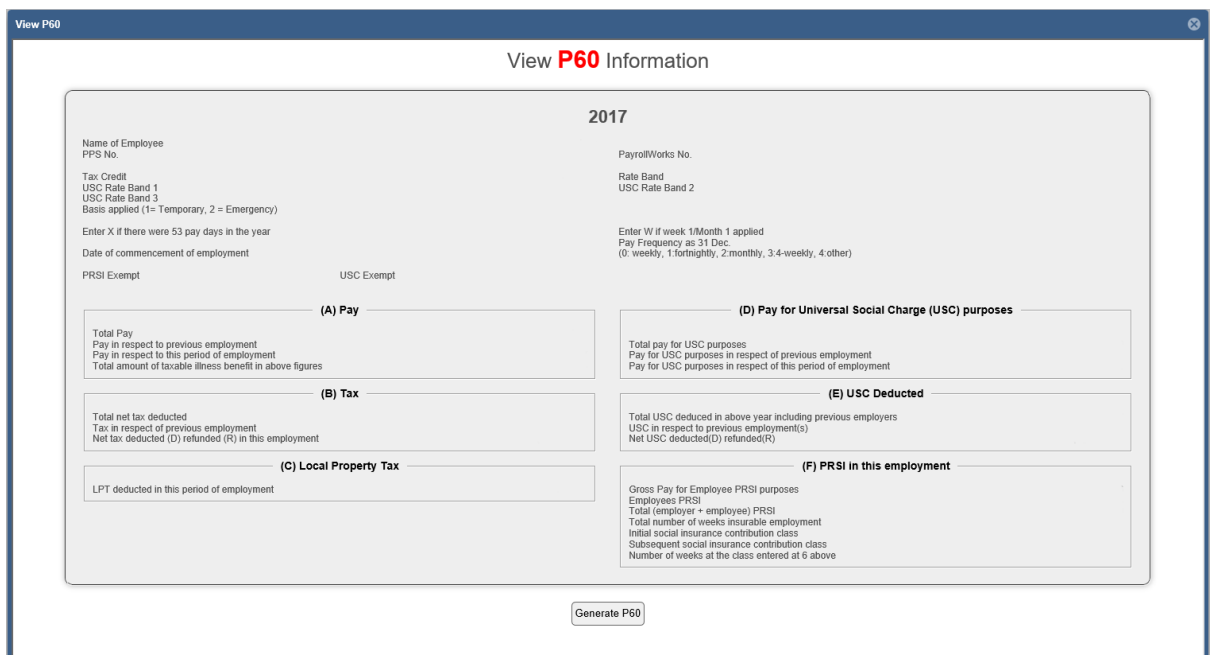 View P60
View P60 Information
2017
Name of Employee
PPS No.
PayrollWorks No.
Tax Credit
Rate Band
USC Rate Band 1
USC Rate Band 2
USC Rate Band 3
Basis applied (1= Temporary, 2 = Emergency)
Enter X if there were 53 pay days in the year
Enter W if week 1/Month 1 applied
Pay Frequency as 31 Dec.
Date of commencement of employment
(0: weekly, 1:fortnightly, 2:monthly, 3:4-weekly, 4:other)
PRSI Exempt
USC Exempt
(A) Pay
Total Pay
Pay in respect to previous employment
Pay in respect to this period of employment
Total amount of taxable illness benefit in above figures
(D) Pay for Universal Social Charge (USC) purposes
Total pay for USC purposes
Pay for USC purposes in respect of previous employment
Pay for USC purposes in respect of this period of employment
(B) Tax
Total net tax deducted
Tax in respect of previous employment
Net tax deducted (D) refunded (R) in this employment
(E) USC Deducted
Total USC deduced in above year including previous employers
USC in respect to previous employment(s)
Net USC deducted(D) refunded(R)
(C) Local Property Tax
LPT deducted in this period of employment
(F) PRSI in this employment
Gross Pay for Employee PRSI purposes
Employees PRSI
Total (employer + employee) PRSI
Total number of weeks insurable employment
Initial social insurance contribution class
Subsequent social insurance contribution class
Number of weeks at the class entered at 6 above
Generate P60